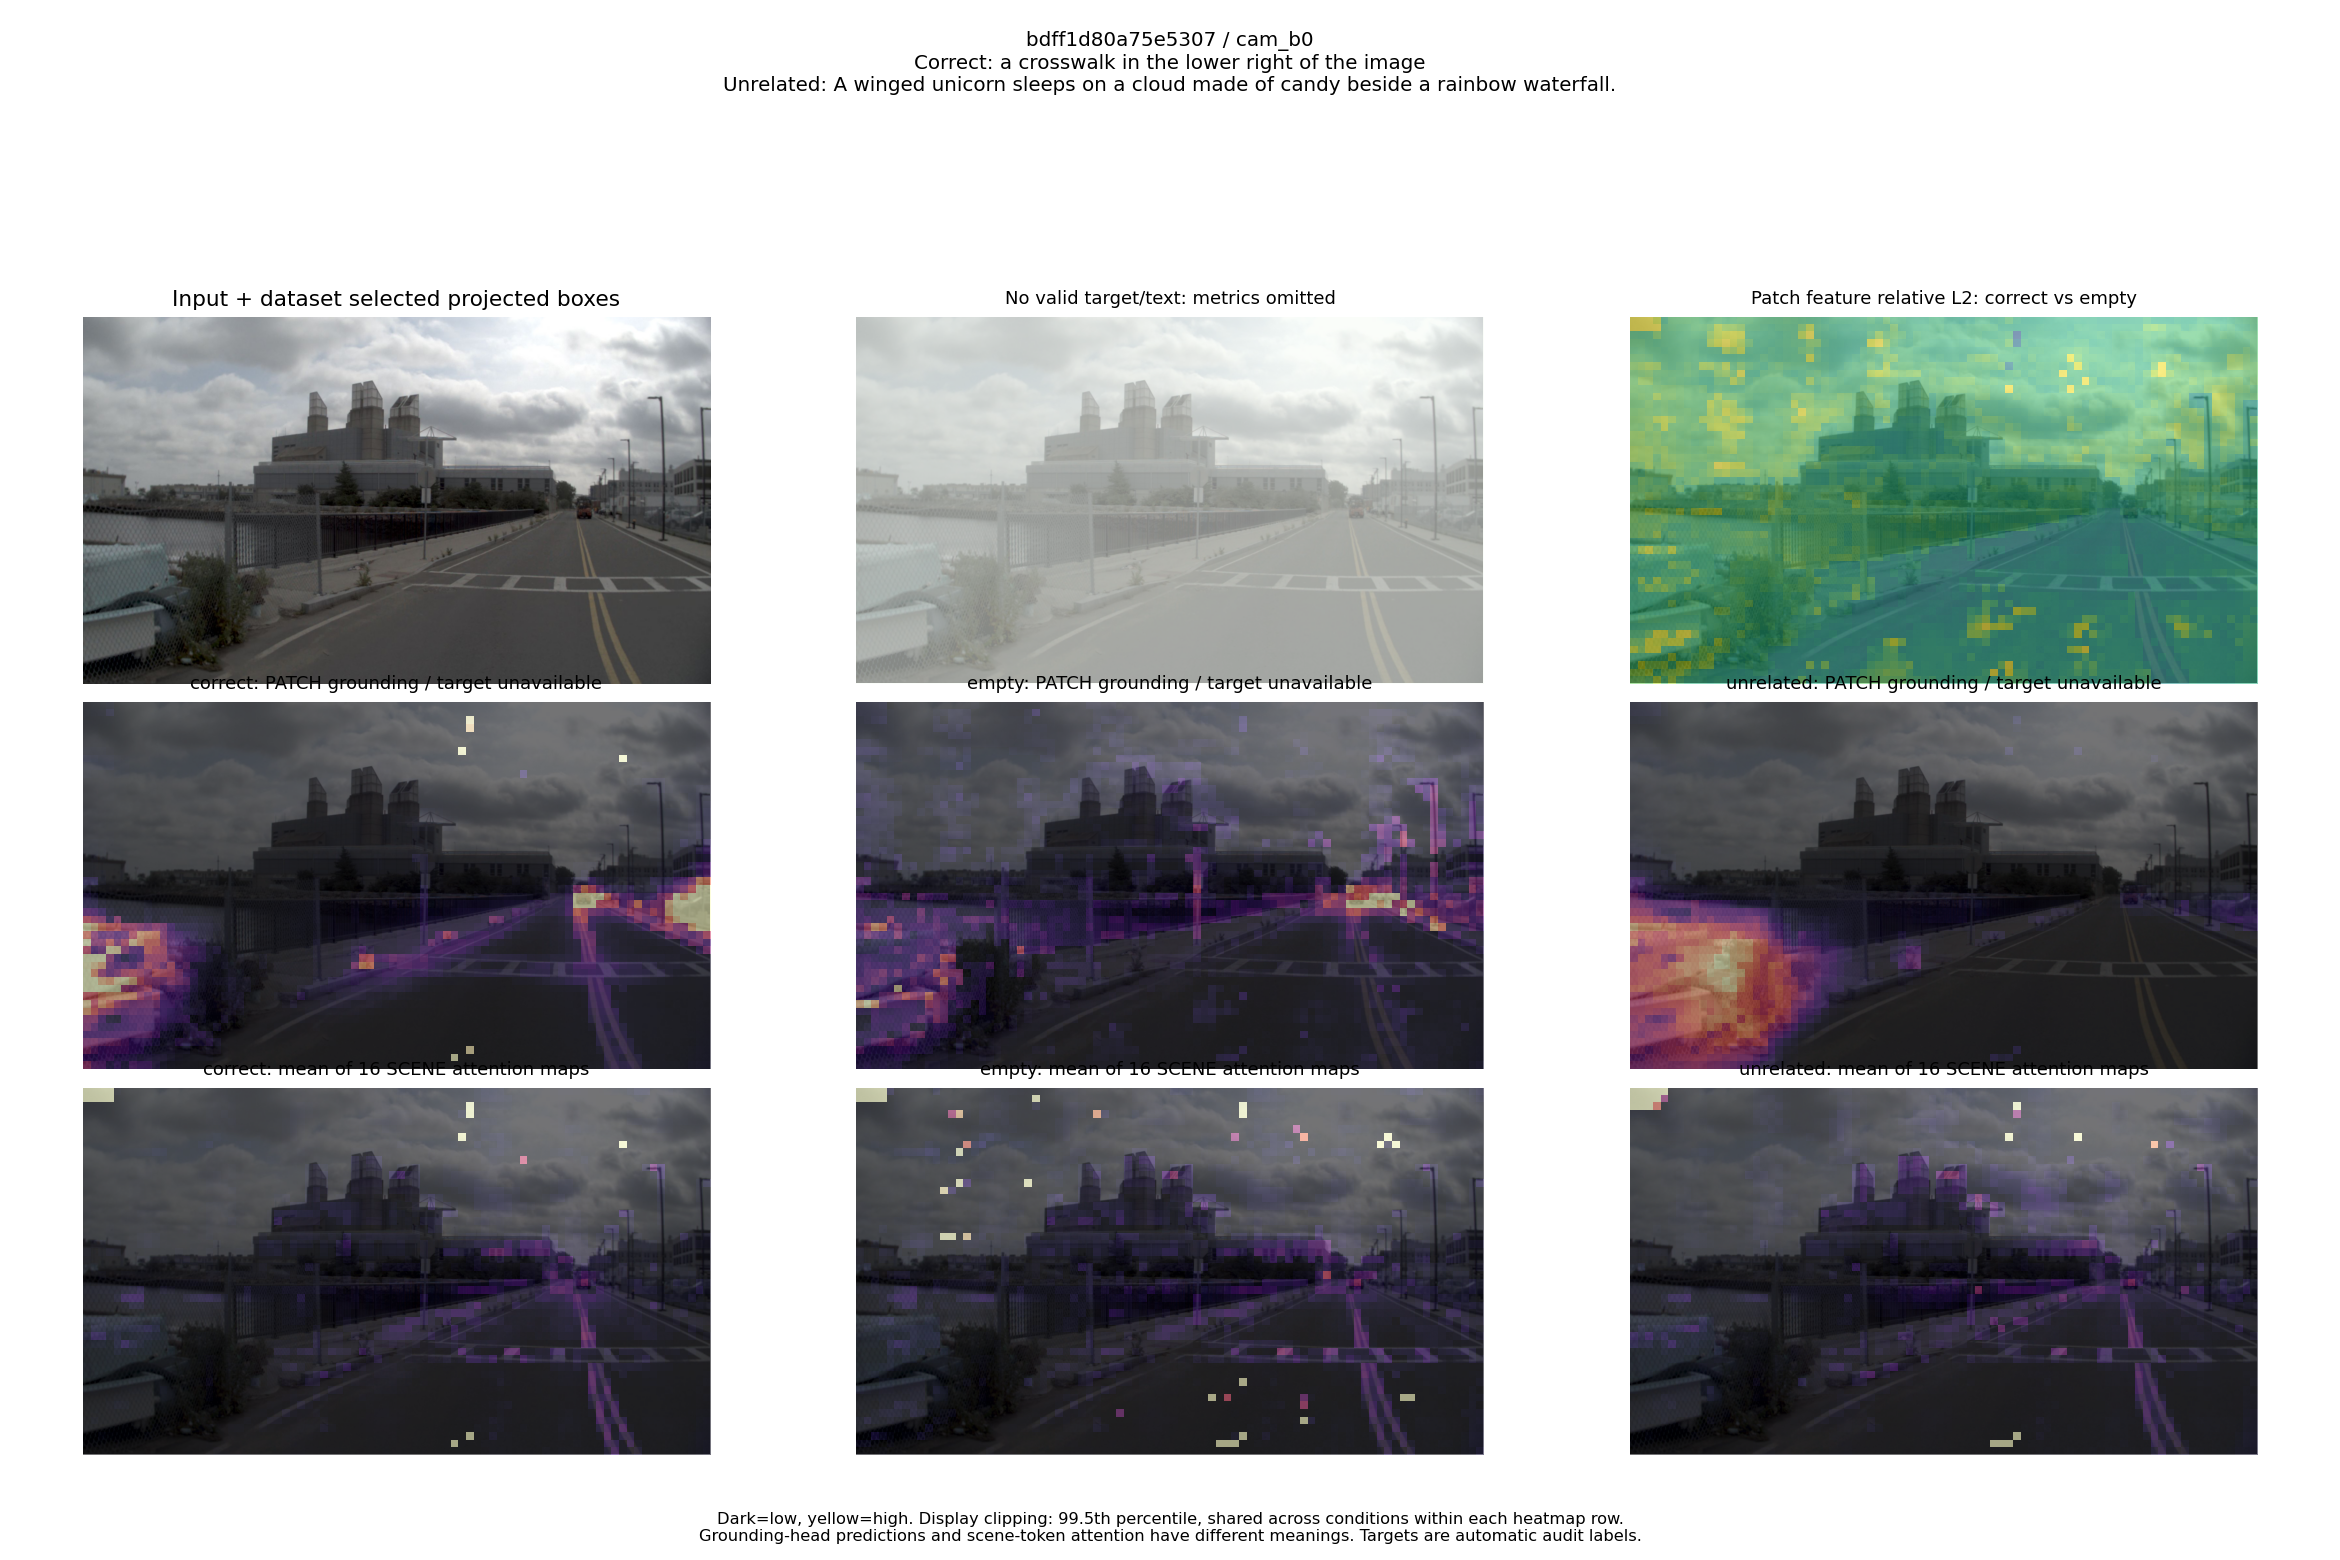 bdff1d80a75e5307 / cam_b0
Correct: a crosswalk in the lower right of the image
Unrelated: A winged unicorn sleeps on a cloud made of candy beside a rainbow waterfall.
Input + dataset selected projected boxes
No valid target/text: metrics omitted
Patch feature relative L2: correct vs empty
correct: PATCH grounding / target unavailable
empty: PATCH grounding / target unavailable
unrelated: PATCH grounding / target unavailable
correct: mean of 16 SCENE attention maps
empty: mean of 16 SCENE attention maps
unrelated: mean of 16 SCENE attention maps
Dark=low, yellow=high. Display clipping: 99.5th percentile, shared across conditions within each heatmap row.
Grounding-head predictions and scene-token attention have different meanings. Targets are automatic audit labels.